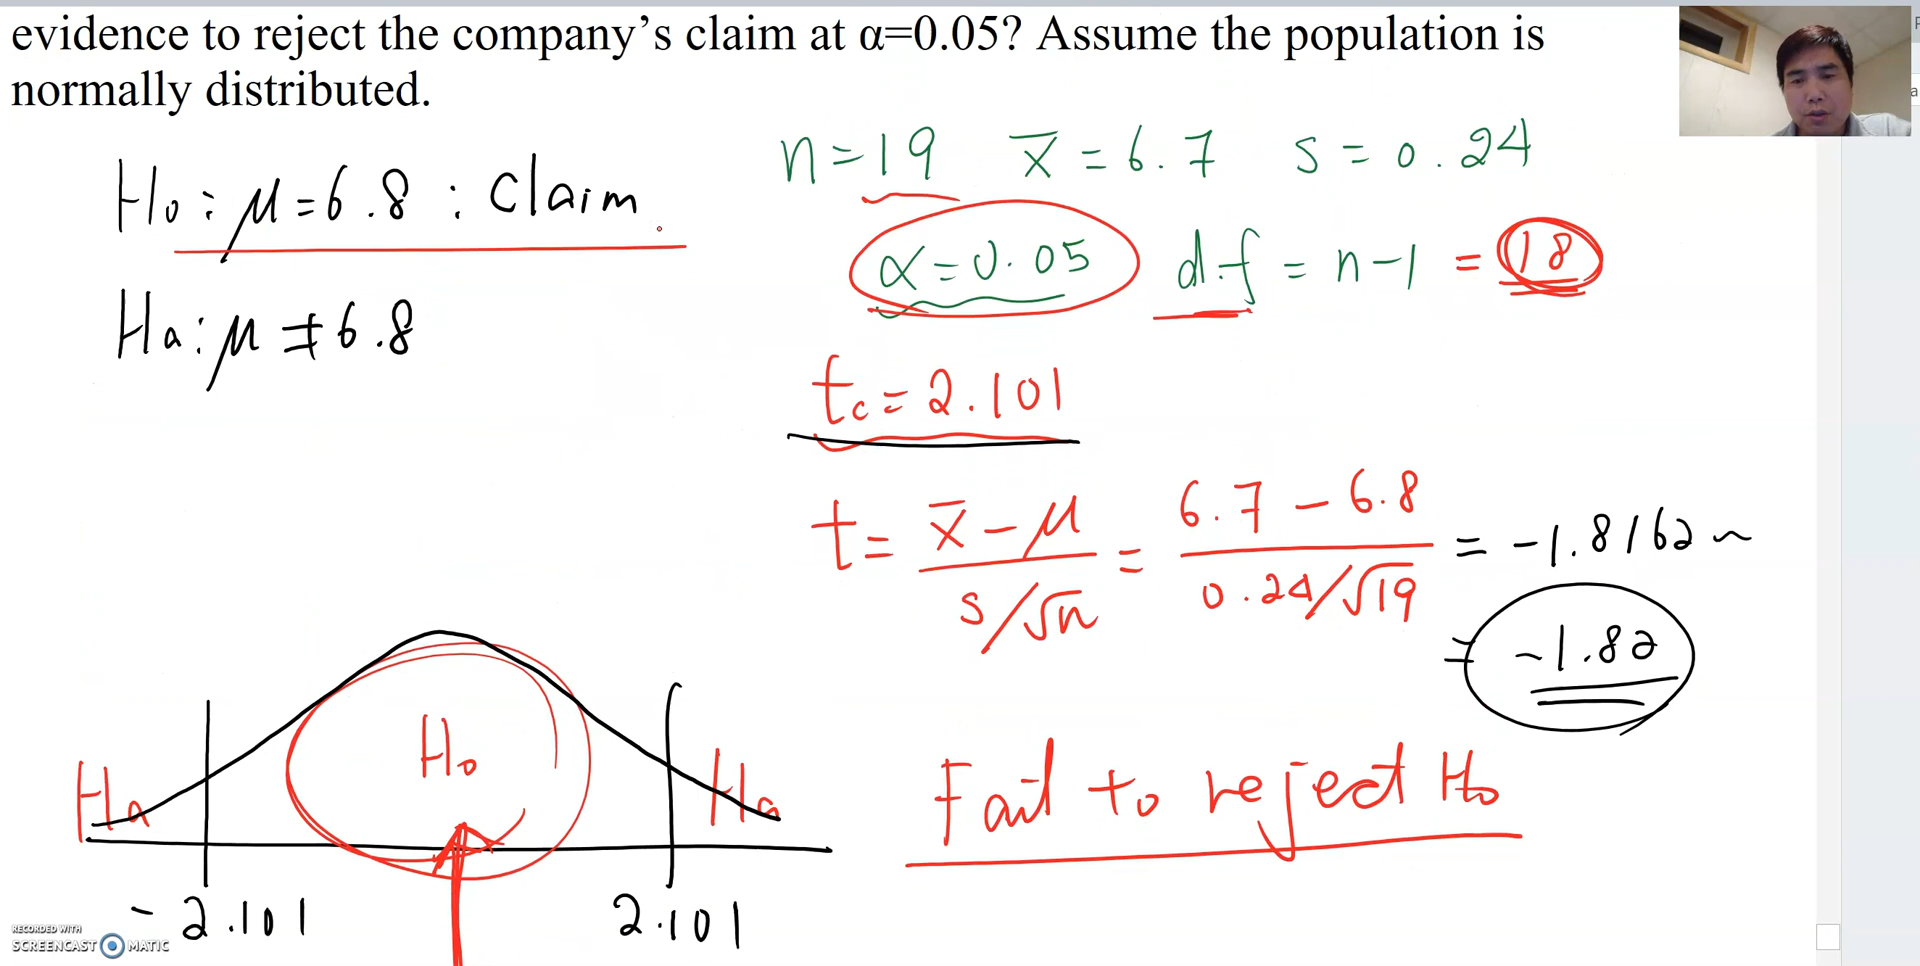 evidence to reject the company’s claim at α=0.05? Assume the population is
normally distributed.
H₀: μ=6.8 : Claim
Ha: μ≠6.8
n=19 x̄=6.7 s=0.24
α=0.05 d.f = n-1 = 18
tc=2.101
t= x̄-μ / s/√n = 6.7-6.8 / 0.24/√19 = -1.8162~
= -1.82
Fail to reject H₀
Ha H₀ Ha
-2.101 2.101
RECORDED WITH
SCREENCAST MATIC